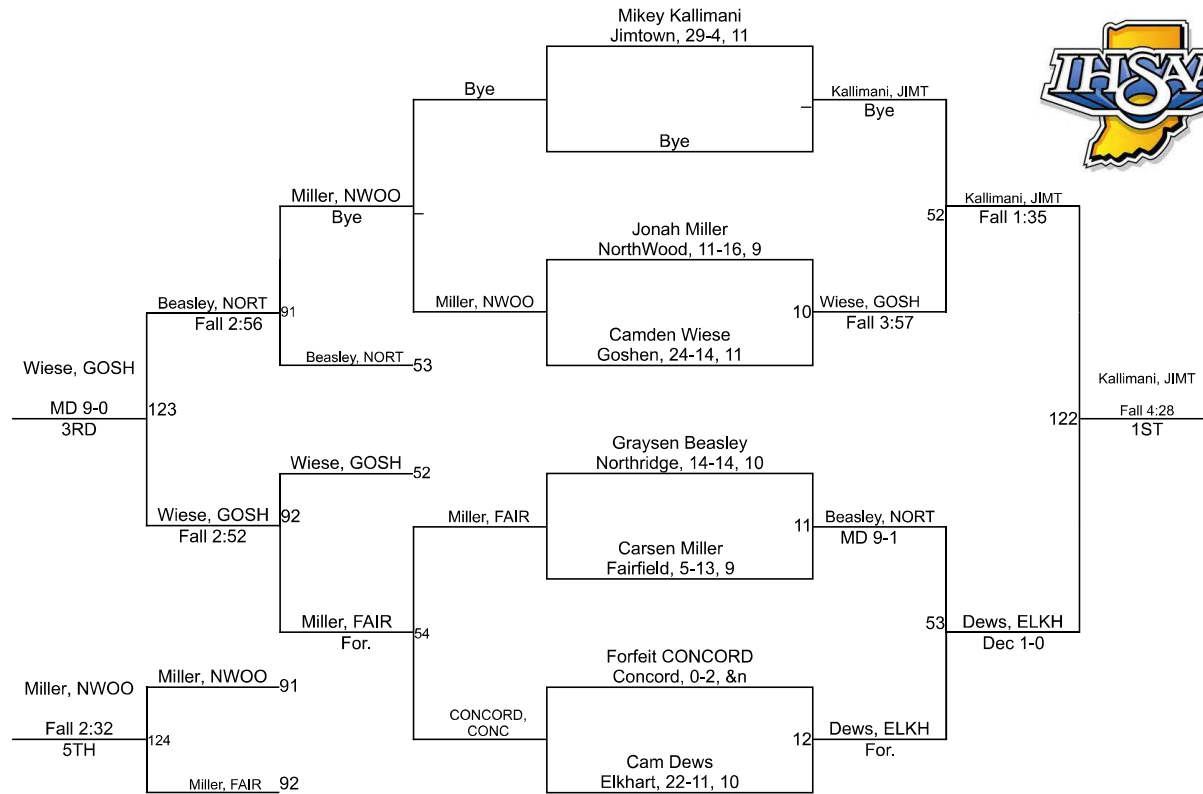 Mikey Kallimani
Jimtown, 29-4, 11
IHSAA
Bye
Kallimani, JIMT
Bye
Bye
Miller, NWOO
Bye
Kallimani, JIMT
52
Fall 1:35
Jonah Miller
NorthWood, 11-16, 9
Beasley, NORT
91
Fall 2:56
Miller, NWOO
10
Wiese, GOSH
Fall 3:57
Camden Wiese
Goshen, 24-14, 11
Beasley, NORT
53
Wiese, GOSH
Kallimani, JIMT
MD 9-0
123
3RD
122
Fall 4:28
1ST
Graysen Beasley
Northridge, 14-14, 10
Wiese, GOSH
52
Wiese, GOSH
92
Fall 2:52
Miller, FAIR
11
Beasley, NORT
MD 9-1
Carsen Miller
Fairfield, 5-13, 9
Miller, FAIR
54
For.
53
Dews, ELKH
Dec 1-0
Forfeit CONCORD
Concord, 0-2, &n
Miller, NWOO
Miller, NWOO
91
Fall 2:32
124
5TH
CONCORD,
CONC
12
Dews, ELKH
For.
Cam Dews
Elkhart, 22-11, 10
Miller, FAIR
92